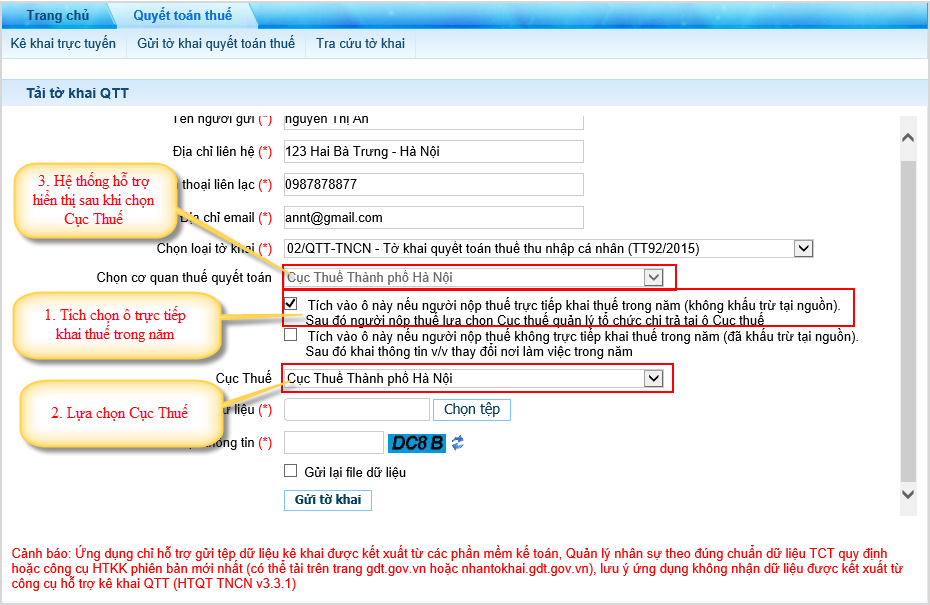 Trang chủ Quyết toán thuế
Kê khai trực tuyến Gửi tờ khai quyết toán thuế Tra cứu tờ khai
Tải tờ khai QTT
Tên người gửi (*) nguyễn Thị An
Địa chỉ liên hệ (*) 123 Hai Bà Trưng - Hà Nội
3. Hệ thống hỗ trợ
hiển thị sau khi chọn
Cục Thuế
thoại liên lạc (*) 0987878877
Địa chỉ email (*) annt@gmail.com
Chọn loại tờ khai (*) 02/QTT-TNCN - Tờ khai quyết toán thuế thu nhập cá nhân (TT92/2015)
Chọn cơ quan thuế quyết toán Cục Thuế Thành phố Hà Nội
1. Tích chọn ô trực tiếp
khai thuế trong năm
Tích vào ô này nếu người nộp thuế trực tiếp khai thuế trong năm (không khấu trừ tại nguồn).
Sau đó người nộp thuế lựa chọn Cục thuế quản lý tổ chức chi trả tại ô Cục thuế
Tích vào ô này nếu người nộp thuế không trực tiếp khai thuế trong năm (đã khấu trừ tại nguồn).
Sau đó khai thông tin v/v thay đổi nơi làm việc trong năm
Cục Thuế Cục Thuế Thành phố Hà Nội
2. Lựa chọn Cục Thuế
liệu (*) Chọn tệp
thông tin (*) DC8 B
Gửi lại file dữ liệu
Gửi tờ khai
Cảnh báo: Ứng dụng chỉ hỗ trợ gửi tệp dữ liệu kê khai được kết xuất từ các phần mềm kế toán, Quản lý nhân sự theo đúng chuẩn dữ liệu TCT quy định
hoặc công cụ HTKK phiên bản mới nhất (có thể tải trên trang gdt.gov.vn hoặc nhantokhai.gdt.gov.vn), lưu ý ứng dụng không nhận dữ liệu được kết xuất từ
công cụ hỗ trợ kê khai QTT (HTQT TNCN v3.3.1)